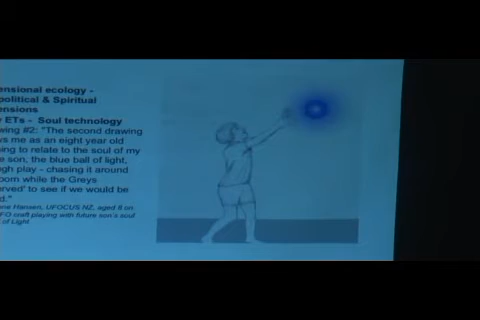 ensional ecology -
political & Spiritual
ensions
ETs - Soul technology
wing #2: "The second drawing
ws me as an eight year old
ing to relate to the soul of my
e son, the blue ball of light,
ugh play - chasing it around
oom while the Greys
erved' to see if we would be
d."
ne Hansen, UFOCUS NZ, aged 8 on
FO craft playing with future son's soul
of Light.